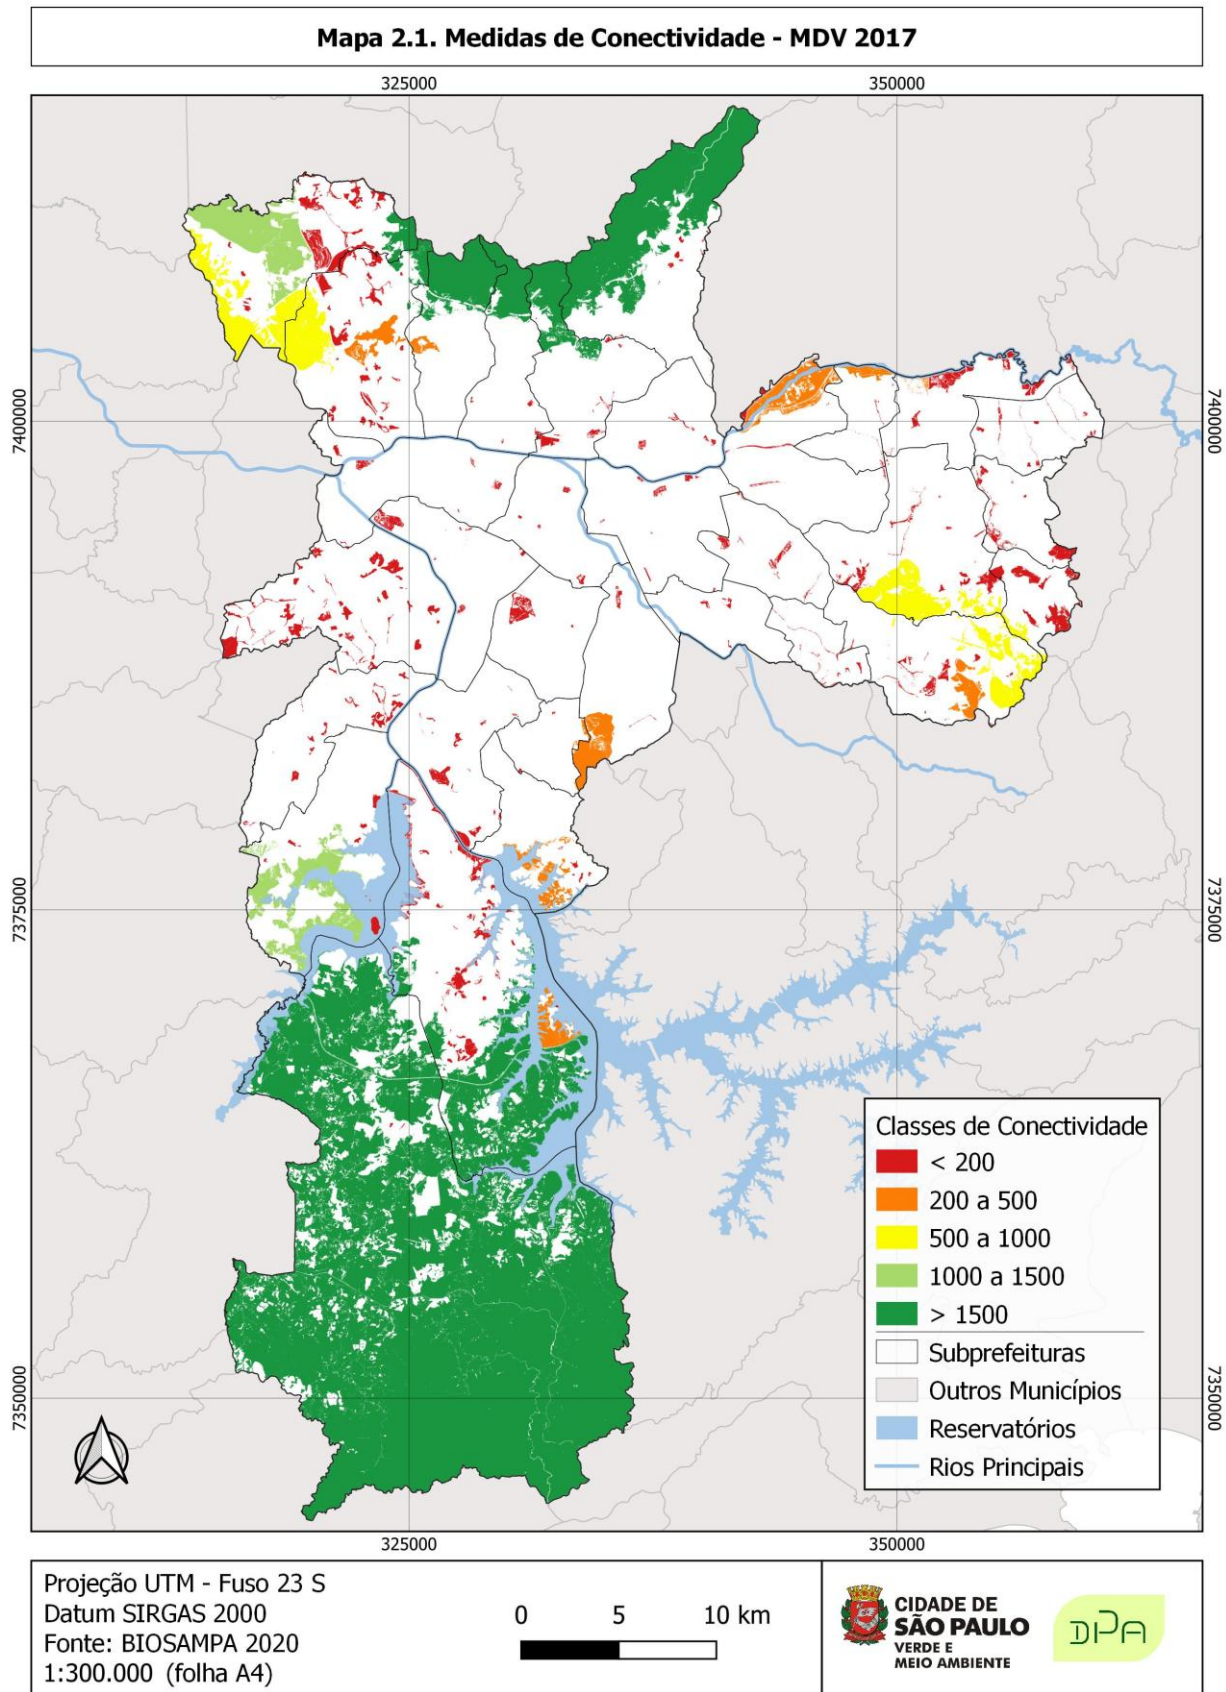 Mapa 2.1. Medidas de Conectividade - MDV 2017
325000
350000
7400000
7400000
7375000
7375000
Classes de Conectividade
< 200
200 a 500
500 a 1000
1000 a 1500
> 1500
Subprefeituras
Outros Municípios
Reservatórios
Rios Principais
7350000
7350000
325000
350000
Projeção UTM - Fuso 23 S
Datum SIRGAS 2000
Fonte: BIOSAMPA 2020
1:300.000 (folha A4)
0 5 10 km
CIDADE DE
SÃO PAULO
VERDE E
MEIO AMBIENTE
DPA